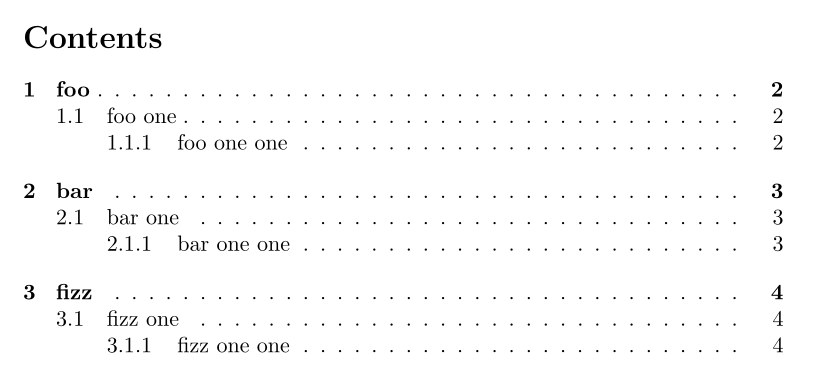 Contents
1 foo . . . . . . . . . . . . . . . . . . . . . . . . . . . . . . . . . . . . . . 2
1.1 foo one . . . . . . . . . . . . . . . . . . . . . . . . . . . . . . . . . 2
1.1.1 foo one one . . . . . . . . . . . . . . . . . . . . . . . . . . 2
2 bar . . . . . . . . . . . . . . . . . . . . . . . . . . . . . . . . . . . . . 3
2.1 bar one . . . . . . . . . . . . . . . . . . . . . . . . . . . . . . . . 3
2.1.1 bar one one . . . . . . . . . . . . . . . . . . . . . . . . . . 3
3 fizz . . . . . . . . . . . . . . . . . . . . . . . . . . . . . . . . . . . . . 4
3.1 fizz one . . . . . . . . . . . . . . . . . . . . . . . . . . . . . . . . 4
3.1.1 fizz one one . . . . . . . . . . . . . . . . . . . . . . . . . . 4